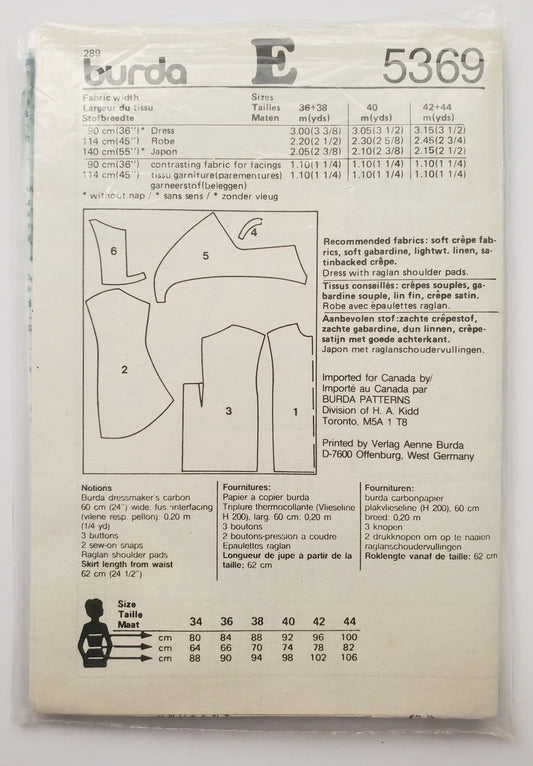 289
burda E 5369
Fabric width Sizes
Largeur du tissu Tailles 36+38 40 42+44
Stofbreedte Maten m(yds) m(yds) m(yds)
90 cm(36'')* Dress 3.00(3 3/8) 3.05(3 1/2) 3.15(3 1/2)
114 cm(45'') Robe 2.20(2 1/2) 2.30(2 5/8) 2.45(2 3/4)
140 cm(55'')* Japon 2.05(2 3/8) 2.10(2 3/8) 2.15(2 1/2)
90 cm(36'') contrasting fabric for facings 1.10(1 1/4) 1.10(1 1/4) 1.10(1 1/4)
114 cm(45'') tissu garniture(parementures) 1.10(1 1/4) 1.10(1 1/4) 1.10(1 1/4)
garneerstof(beleggen)
* without nap / * sans sens / * zonder vleug
6
5
4
2
3
1
Recommended fabrics: soft crêpe fab-
rics, soft gabardine, lightwt. linen, sa-
tinbacked crêpe.
Dress with raglan shoulder pads.
Tissus conseillés: crêpes souples, ga-
bardine souple, lin fin, crêpe satin.
Robe avec épaulettes raglan.
Aanbevolen stof:zachte crêpestof,
zachte gabardine, dun linnen, crêpe-
satijn met goede achterkant.
Japon met raglanschoudervullingen.
Imported for Canada by/
Importé au Canada par
BURDA PATTERNS
Division of H. A. Kidd
Toronto, M5A 1 T8
Printed by Verlag Aenne Burda
D-7600 Offenburg, West Germany
Notions
Burda dressmaker's carbon
60 cm (24'') wide, fus. interfacing
(vilene resp. pellon): 0.20 m
(1/4 yd)
3 buttons
2 sew-on snaps
Raglan shoulder pads
Skirt length from waist
62 cm (24 1/2'')
Fournitures:
Papier à copier burda
Triplure thermocollante (Vlieseline
H 200), larg. 60 cm: 0,20 m
3 boutons
2 boutons-pression à coudre
Epaulettes raglan
Longueur de jupe à partir de la
taille; 62 cm
Fournituren:
burda carbonpapier
plakvlieseline (H 200), 60 cm
breed: 0,20 m
3 knopen
2 drukknopen om op te naaien
raglanschoudervullingen
Roklengte vanaf de taille: 62 cm
Size
Taille 34 36 38 40 42 44
Maat
cm 80 84 88 92 96 100
cm 64 66 70 74 78 82
cm 88 90 94 98 102 106